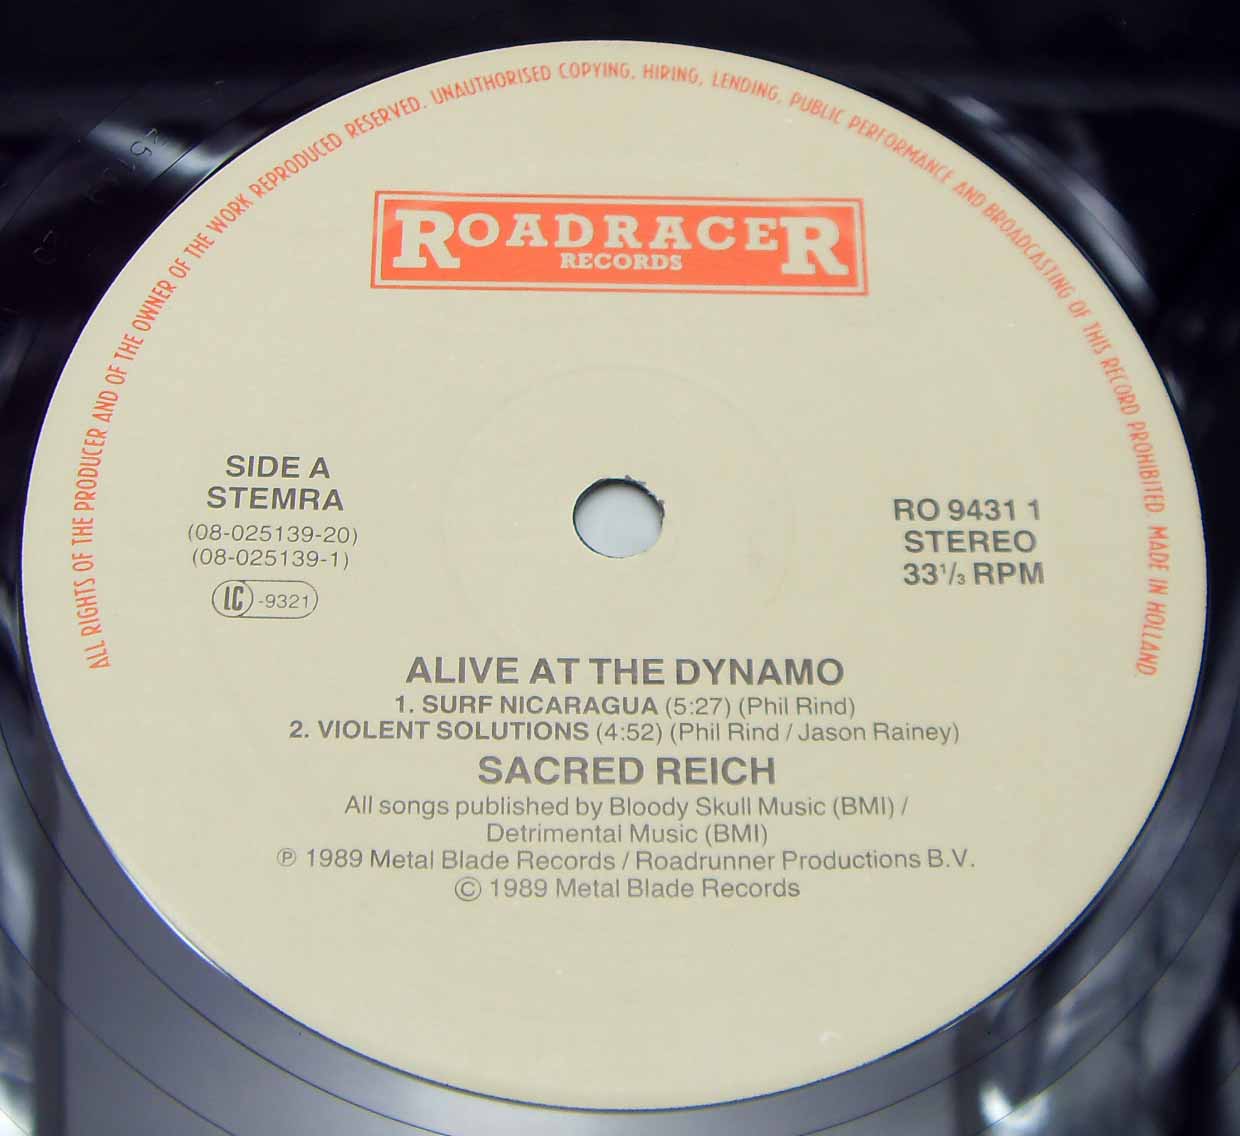 ALL RIGHTS OF THE PRODUCER AND OF THE OWNER OF THE WORK REPRODUCED RESERVED. UNAUTHORISED COPYING, HIRING, LENDING, PUBLIC PERFORMANCE AND BROADCASTING OF THIS RECORD PROHIBITED. MADE IN HOLLAND.
ROADRACER
RECORDS
SIDE A
STEMRA
(08-025139-20)
(08-025139-1)
LC -9321
RO 9431 1
STEREO
33⅓ RPM
ALIVE AT THE DYNAMO
1. SURF NICARAGUA (5:27) (Phil Rind)
2. VIOLENT SOLUTIONS (4:52) (Phil Rind / Jason Rainey)
SACRED REICH
All songs published by Bloody Skull Music (BMI) /
Detrimental Music (BMI)
℗ 1989 Metal Blade Records / Roadrunner Productions B.V.
© 1989 Metal Blade Records